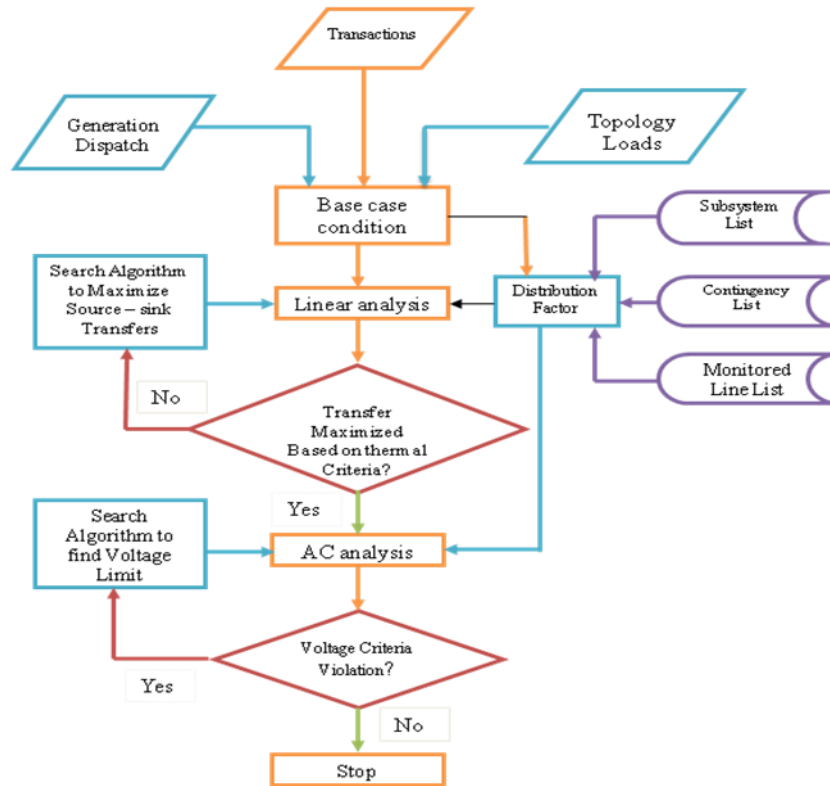 Transactions
Generation
Dispatch
Topology
Loads
Base case
condition
Subsystem
List
Search Algorithm
to Maximize
Source – sink
Transfers
Linear analysis
Distribution
Factor
Contingency
List
Monitored
Line List
No
Transfer
Maximized
Based on thermal
Criteria?
Yes
Search
Algorithm to
find Voltage
Limit
AC analysis
Voltage Criteria
Violation?
Yes
No
Stop